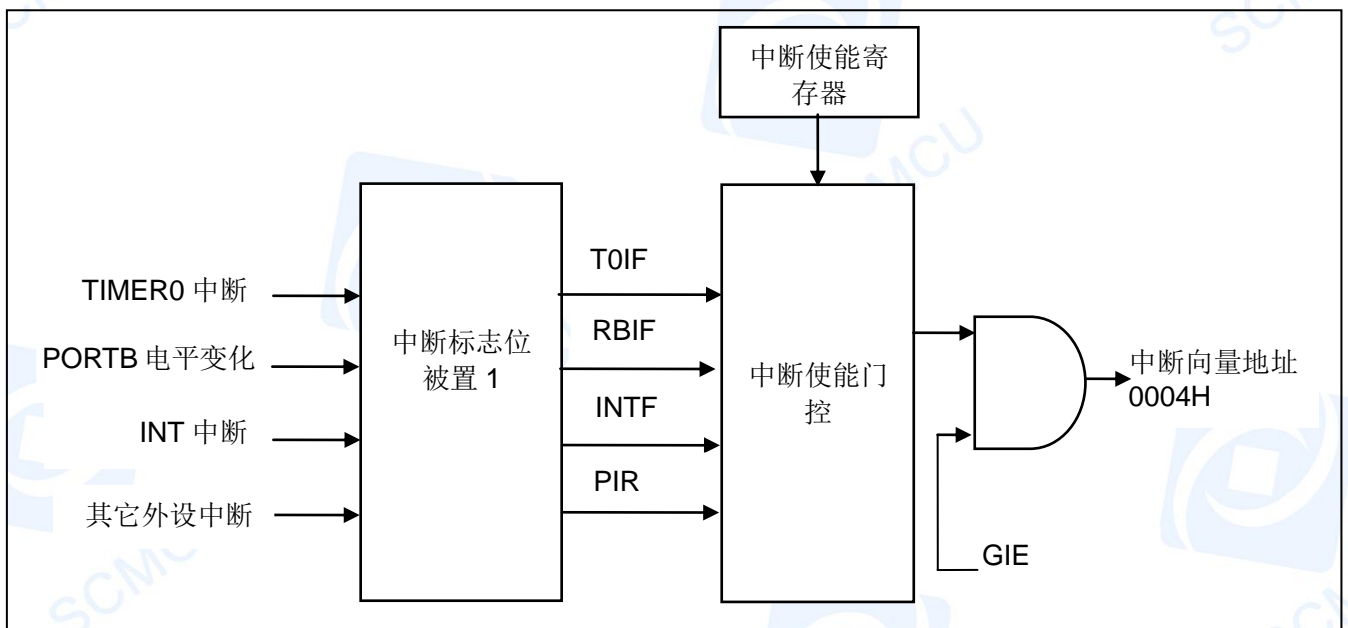 中断使能寄
存器
TIMER0 中断
PORTB 电平变化
INT 中断
其它外设中断
中断标志位
被置 1
T0IF
RBIF
INTF
PIR
中断使能门
控
GIE
中断向量地址
0004H
SCMCU
SCMCU